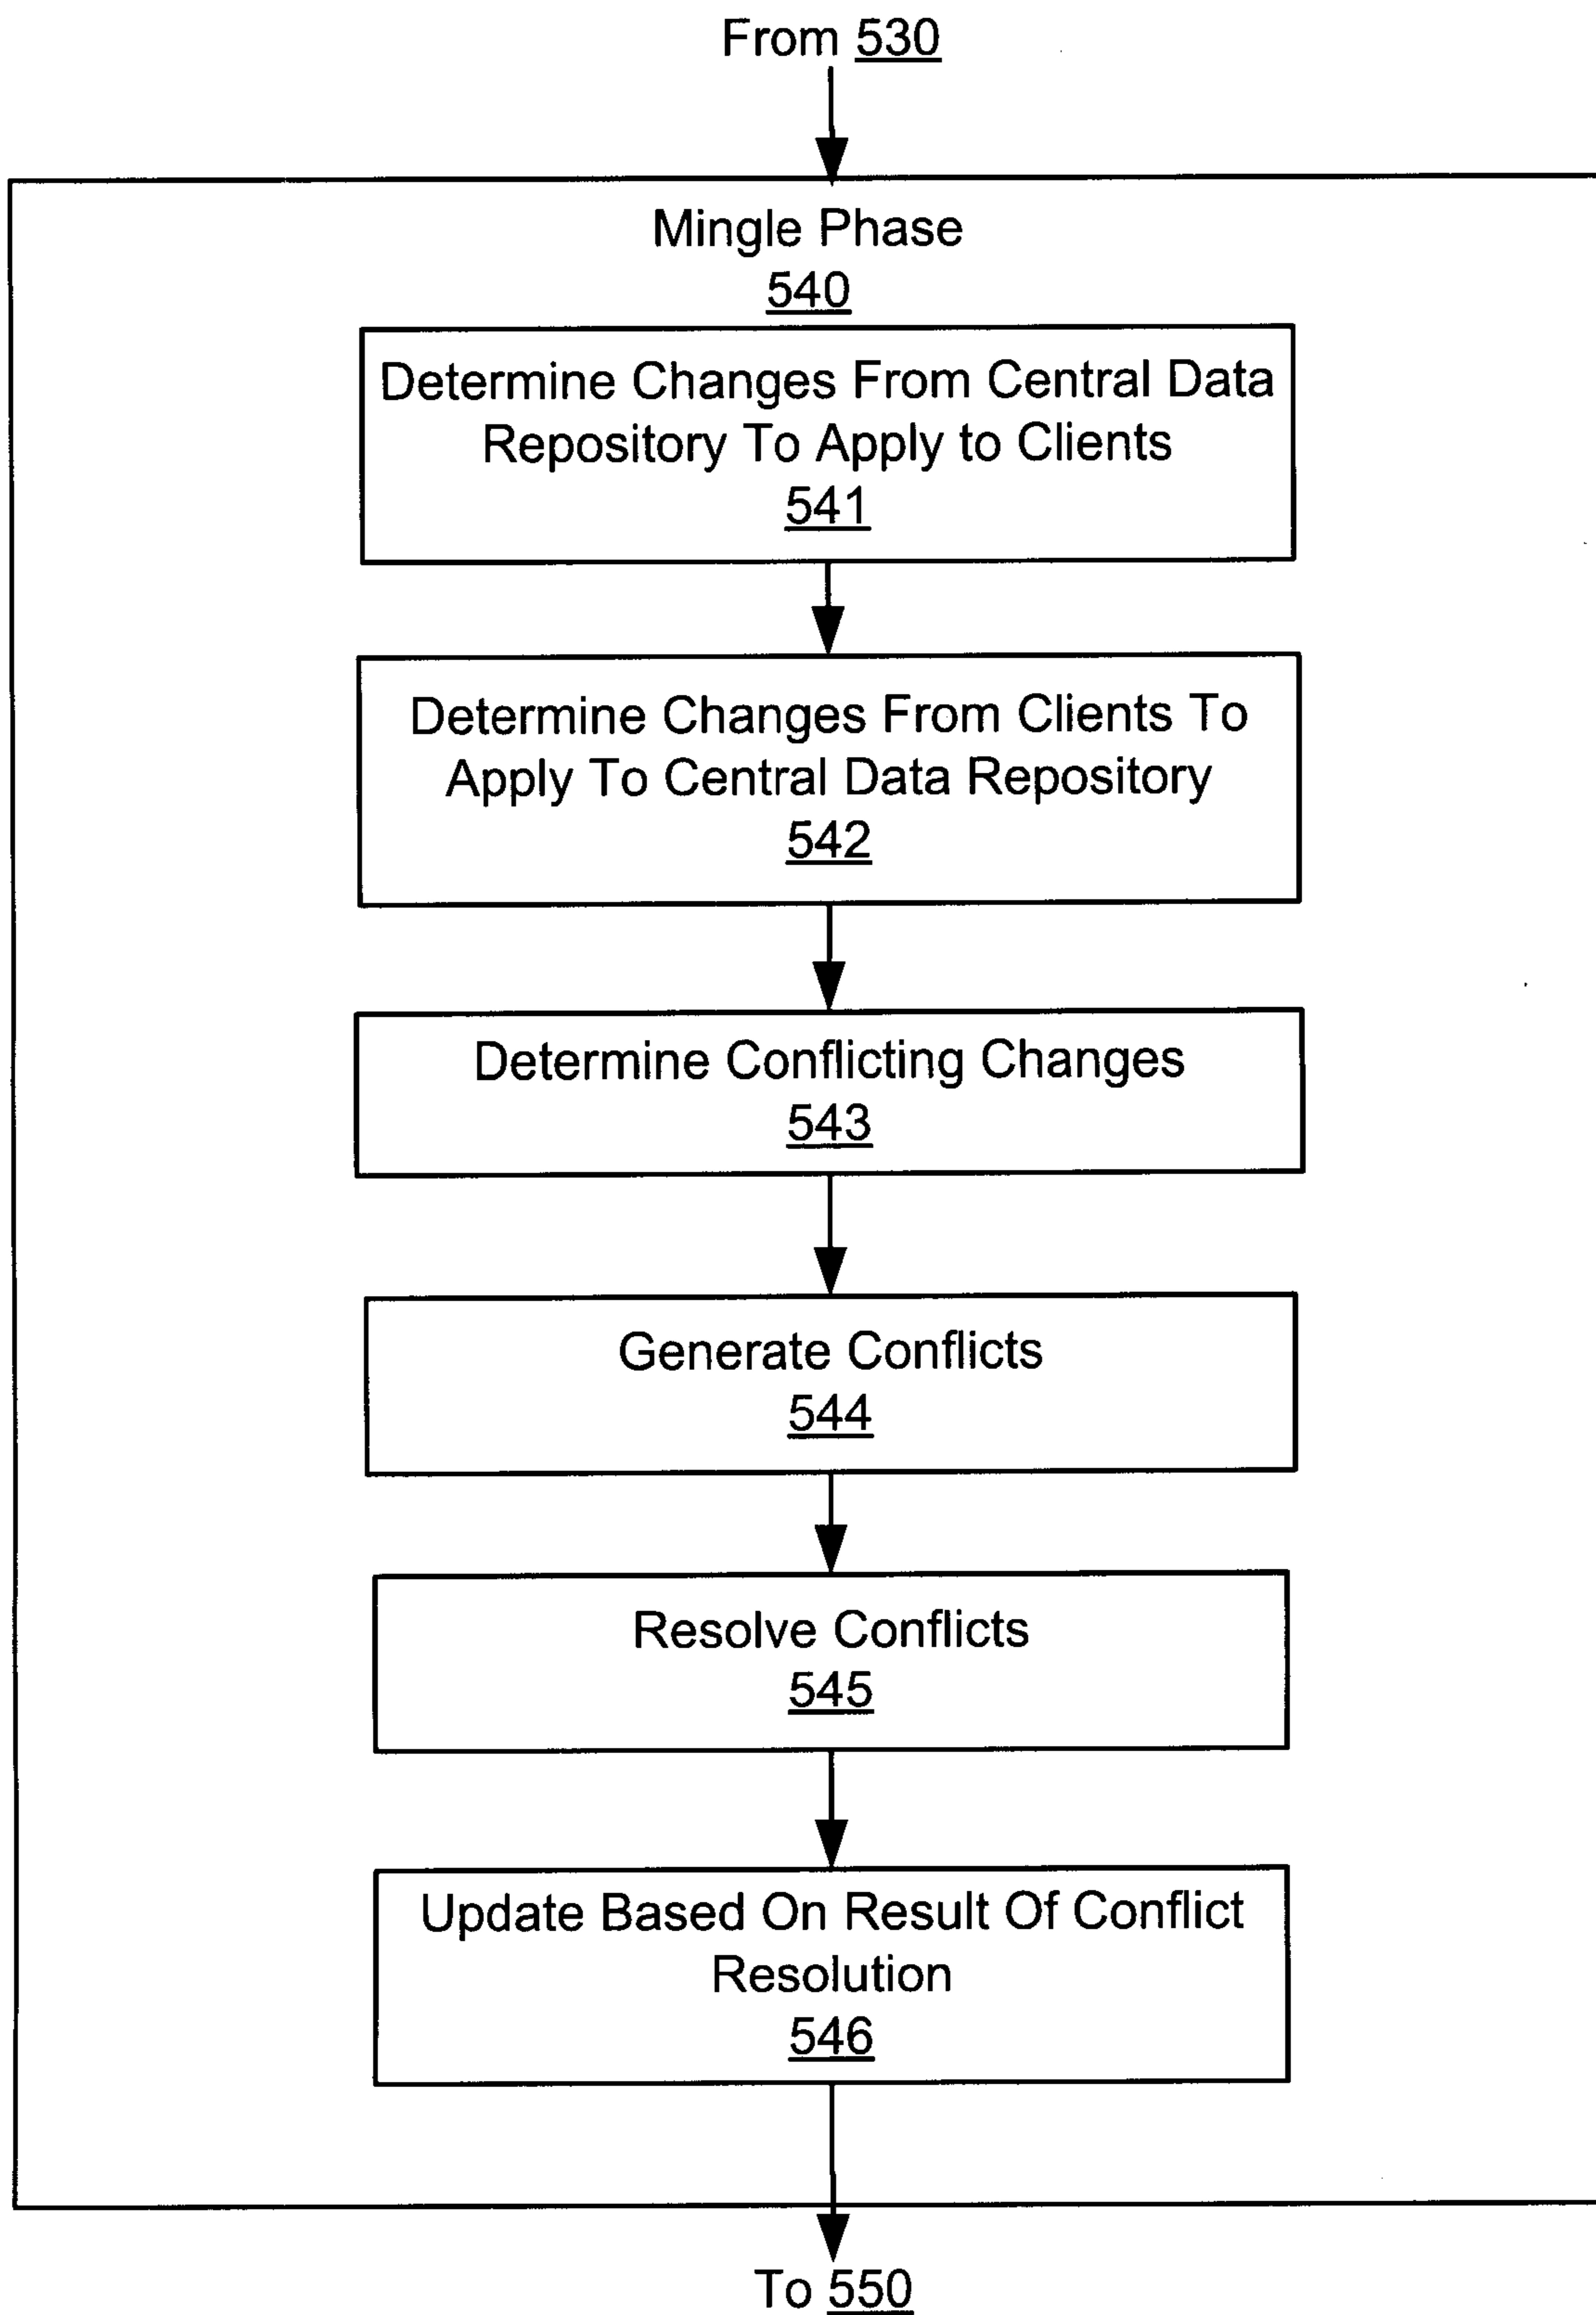 From 530
Mingle Phase
540
Determine Changes From Central Data
Repository To Apply to Clients
541
Determine Changes From Clients To
Apply To Central Data Repository
542
Determine Conflicting Changes
543
Generate Conflicts
544
Resolve Conflicts
545
Update Based On Result Of Conflict
Resolution
546
To 550